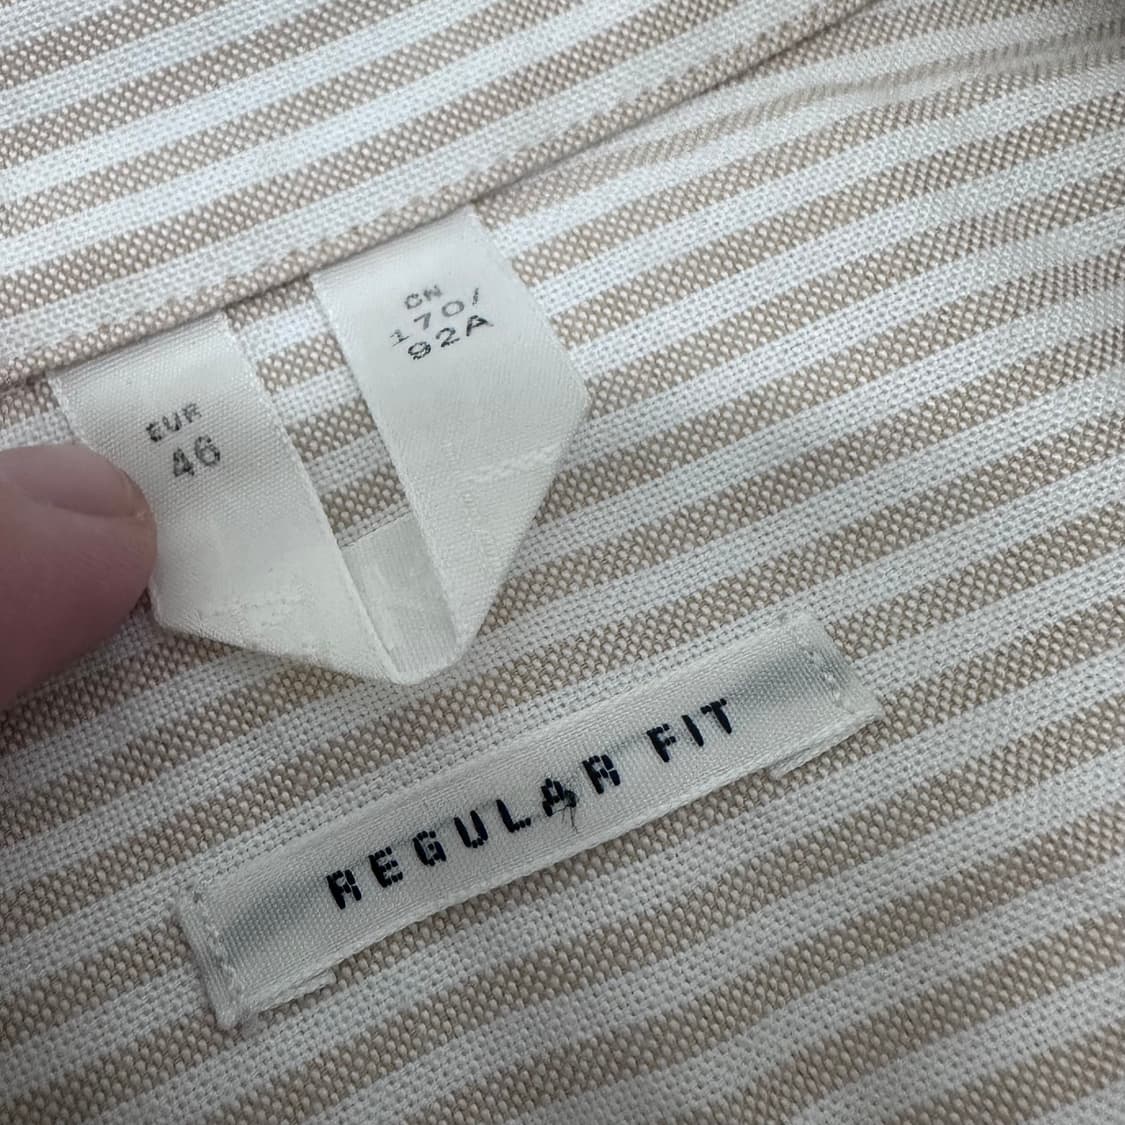 EUR
46
CN
170/
92A
REGULAR FIT